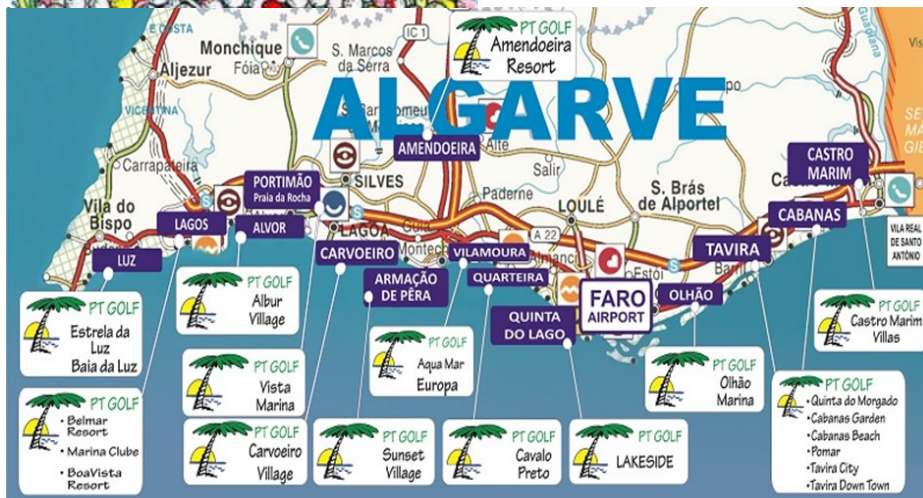 PT GOLF
Amendoeira
Resort
E COSTA
Monchique
Fóia
Aljezur
S. Marcos
da Serra
IC 1
Guadiana
ALGARVE
VICENTINA
AMENDOEIRA
Alte
Salir
Carrapateira
PORTIMÃO
Praia da Rocha
SILVES
Paderne
LOULÉ
S. Brás
de Alportel
CASTRO
MARIM
Vila do
Bispo
LAGOS
ALVOR
LAGOA
Guia
A 22
CABANAS
LUZ
CARVOEIRO
VILAMOURA
TAVIRA
VILA REAL
DE SANTO
ANTÓNIO
ARMAÇÃO
DE PÊRA
QUARTEIRA
Estói
QUINTA
DO LAGO
FARO
AIRPORT
OLHÃO
PT GOLF
Estrela da
Luz
Baia da Luz
PT GOLF
Albur
Village
PT GOLF
Castro Marim
Villas
PT GOLF
Aqua Mar
Europa
PT GOLF
Vista
Marina
PT GOLF
Olhão
Marina
PT GOLF
• Belmar
Resort
• Marina Clube
• BoaVista
Resort
PT GOLF
Carvoeiro
Village
PT GOLF
Sunset
Village
PT GOLF
Cavalo
Preto
PT GOLF
LAKESIDE
PT GOLF
• Quinta do Morgado
• Cabanas Garden
• Cabanas Beach
• Pomar
• Tavira City
• Tavira Down Town